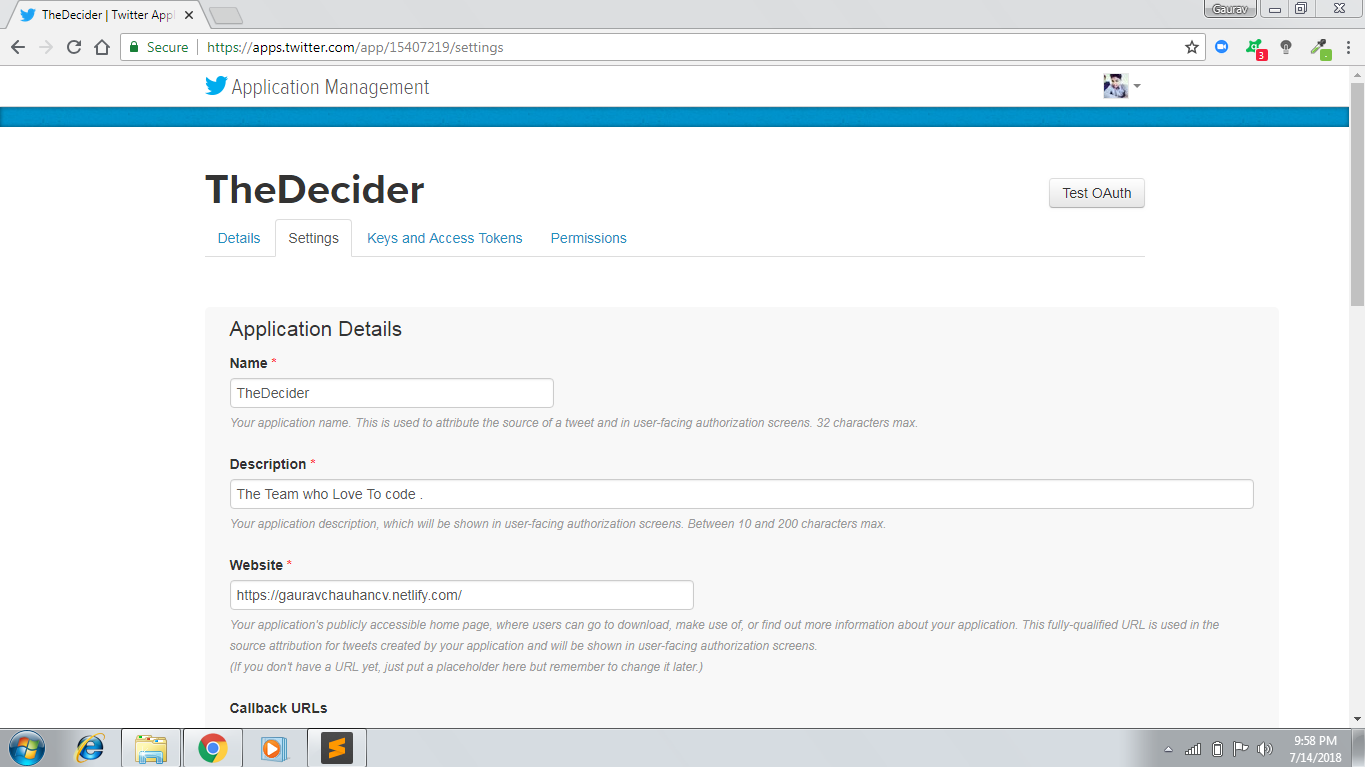 TheDecider | Twitter Appl
Gaurav
Secure
https://apps.twitter.com/app/15407219/settings
3
Application Management
TheDecider
Test OAuth
Details
Settings
Keys and Access Tokens
Permissions
Application Details
Name *
TheDecider
Your application name. This is used to attribute the source of a tweet and in user-facing authorization screens. 32 characters max.
Description *
The Team who Love To code .
Your application description, which will be shown in user-facing authorization screens. Between 10 and 200 characters max.
Website *
https://gauravchauhancv.netlify.com/
Your application's publicly accessible home page, where users can go to download, make use of, or find out more information about your application. This fully-qualified URL is used in the
source attribution for tweets created by your application and will be shown in user-facing authorization screens.
(If you don't have a URL yet, just put a placeholder here but remember to change it later.)
Callback URLs
9:58 PM
7/14/2018